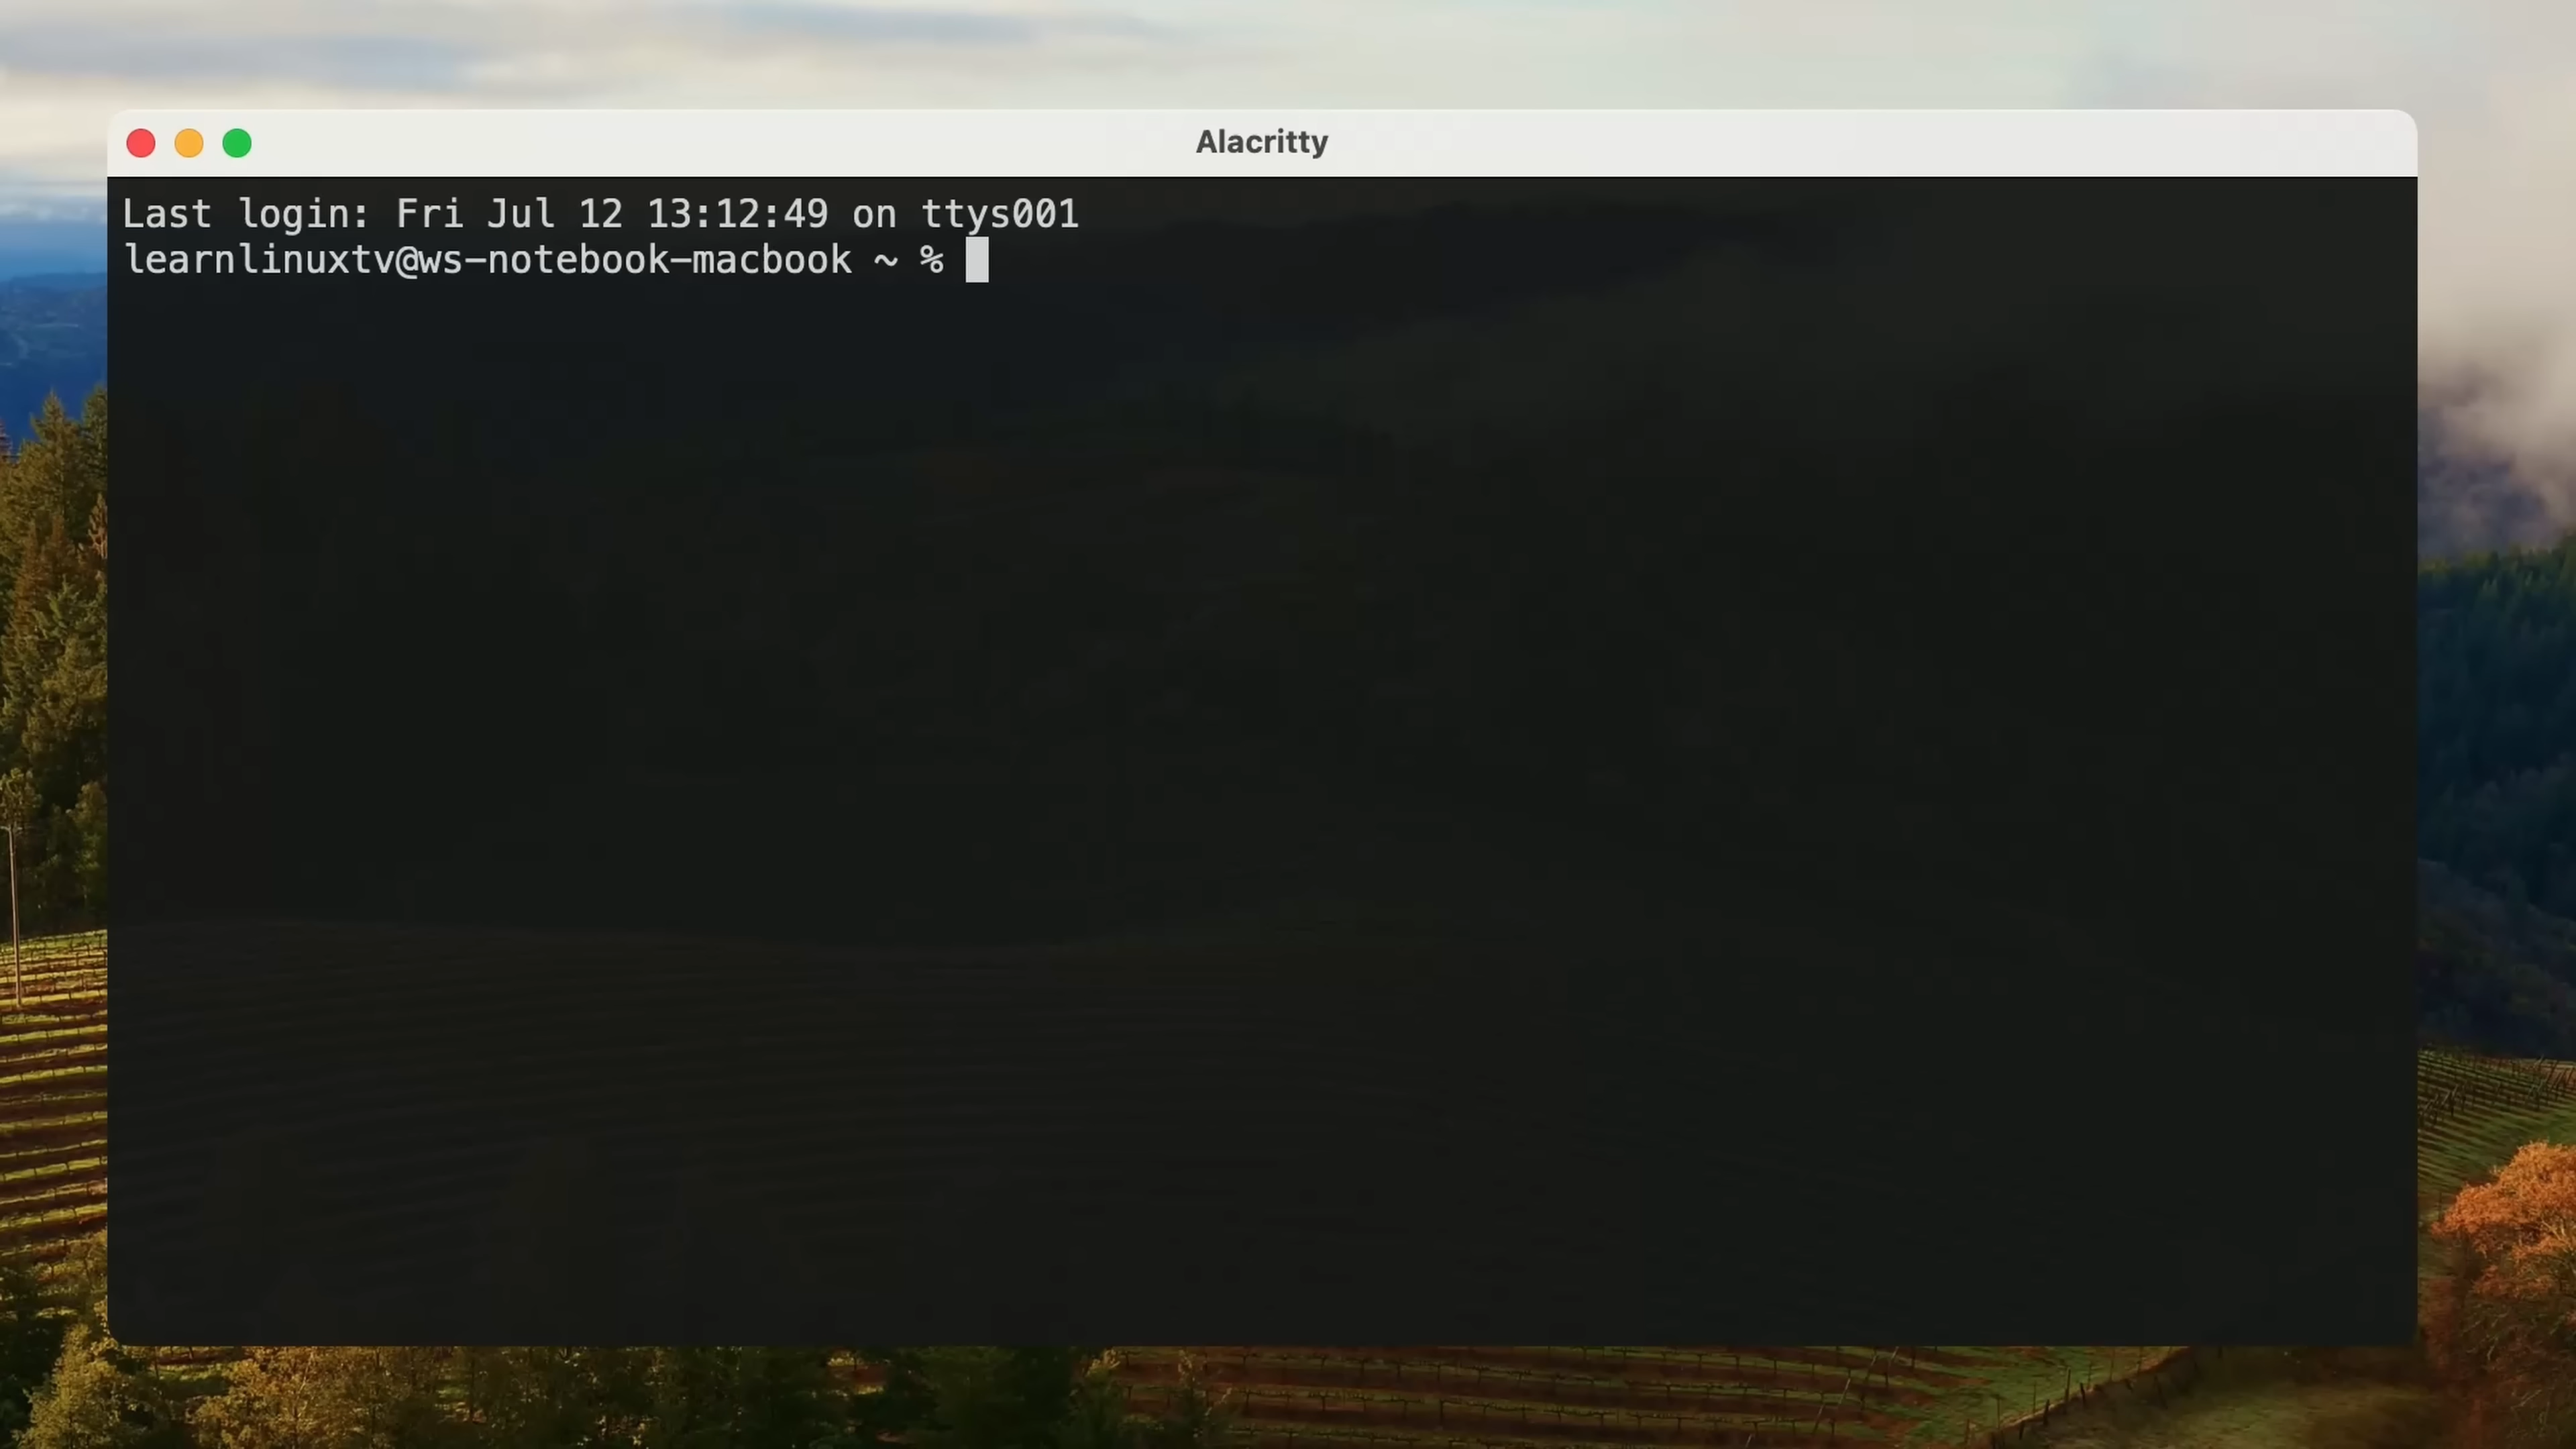 Alacritty
Last login: Fri Jul 12 13:12:49 on ttys001
learnlinuxtv@ws-notebook-macbook ~ %